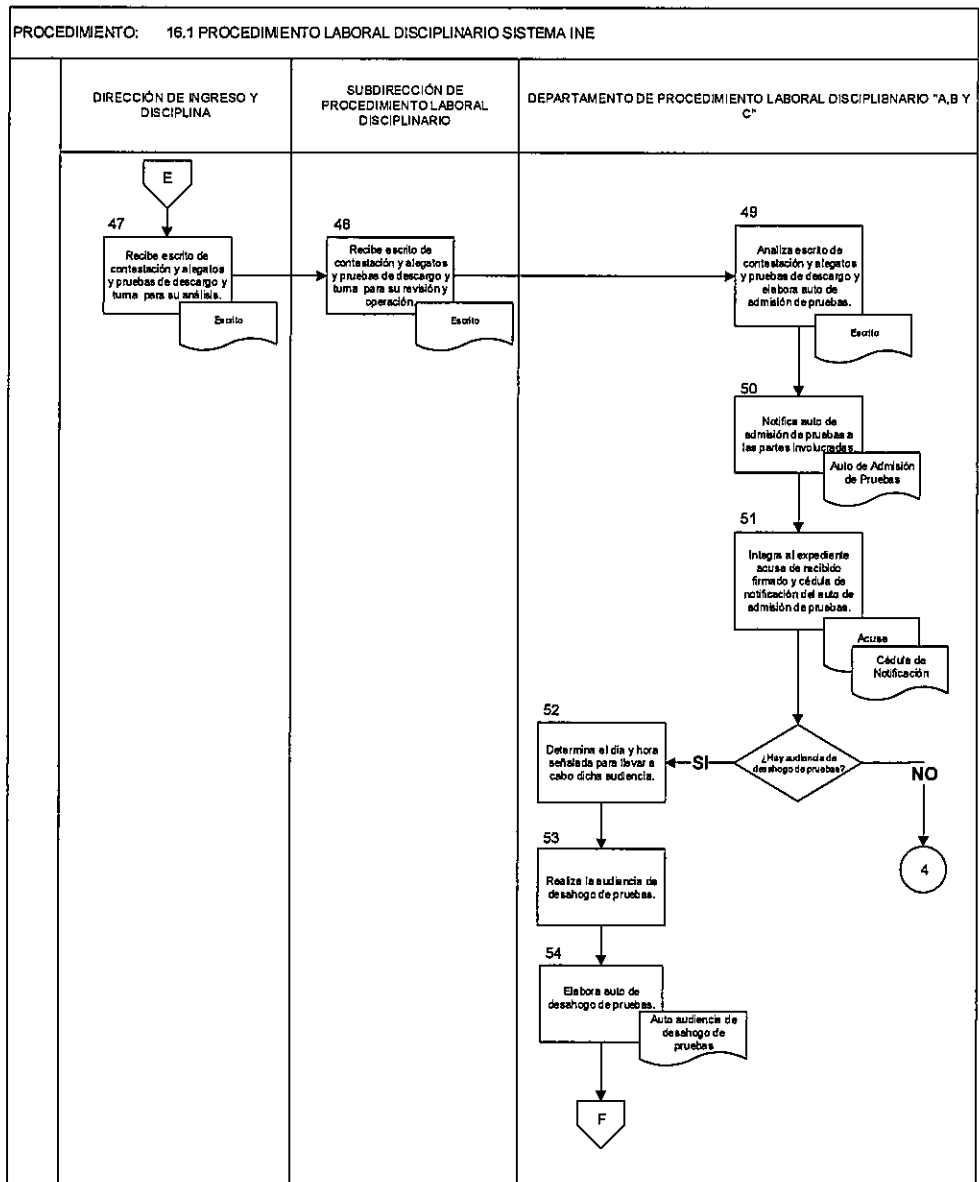 PROCEDIMIENTO: 16.1 PROCEDIMIENTO LABORAL DISCIPLINARIO SISTEMA INE
DIRECCIÓN DE INGRESO Y
DISCIPLINA
SUBDIRECCIÓN DE
PROCEDIMIENTO LABORAL
DISCIPLINARIO
DEPARTAMENTO DE PROCEDIMIENTO LABORAL DISCIPLIBNARIO "A,B Y
C"
E
47
Recibe escrito de
contestación y alegatos
y pruebas de descargo y
turna para su análisis.
Escrito
48
Recibe escrito de
contestación y alegatos
y pruebas de descargo y
turna para su revisión y
operación.
Escrito
49
Analiza escrito de
contestación y alegatos
y pruebas de descargo y
elabora auto de
admisión de pruebas.
Escrito
50
Notifica auto de
admisión de pruebas a
las partes involucradas.
Auto de Admisión
de Pruebas
51
Integra al expediente
acuse de recibido
firmado y cédula de
notificación del auto de
admisión de pruebas.
Acuse
Cédula de
Notificación
¿Hay audiencia de
desahogo de pruebas?
SI
NO
4
52
Determina el día y hora
señalada para llevar a
cabo dicha audiencia.
53
Realiza la audiencia de
desahogo de pruebas.
54
Elabora auto de
desahogo de pruebas.
Auto audiencia de
desahogo de
pruebas
F